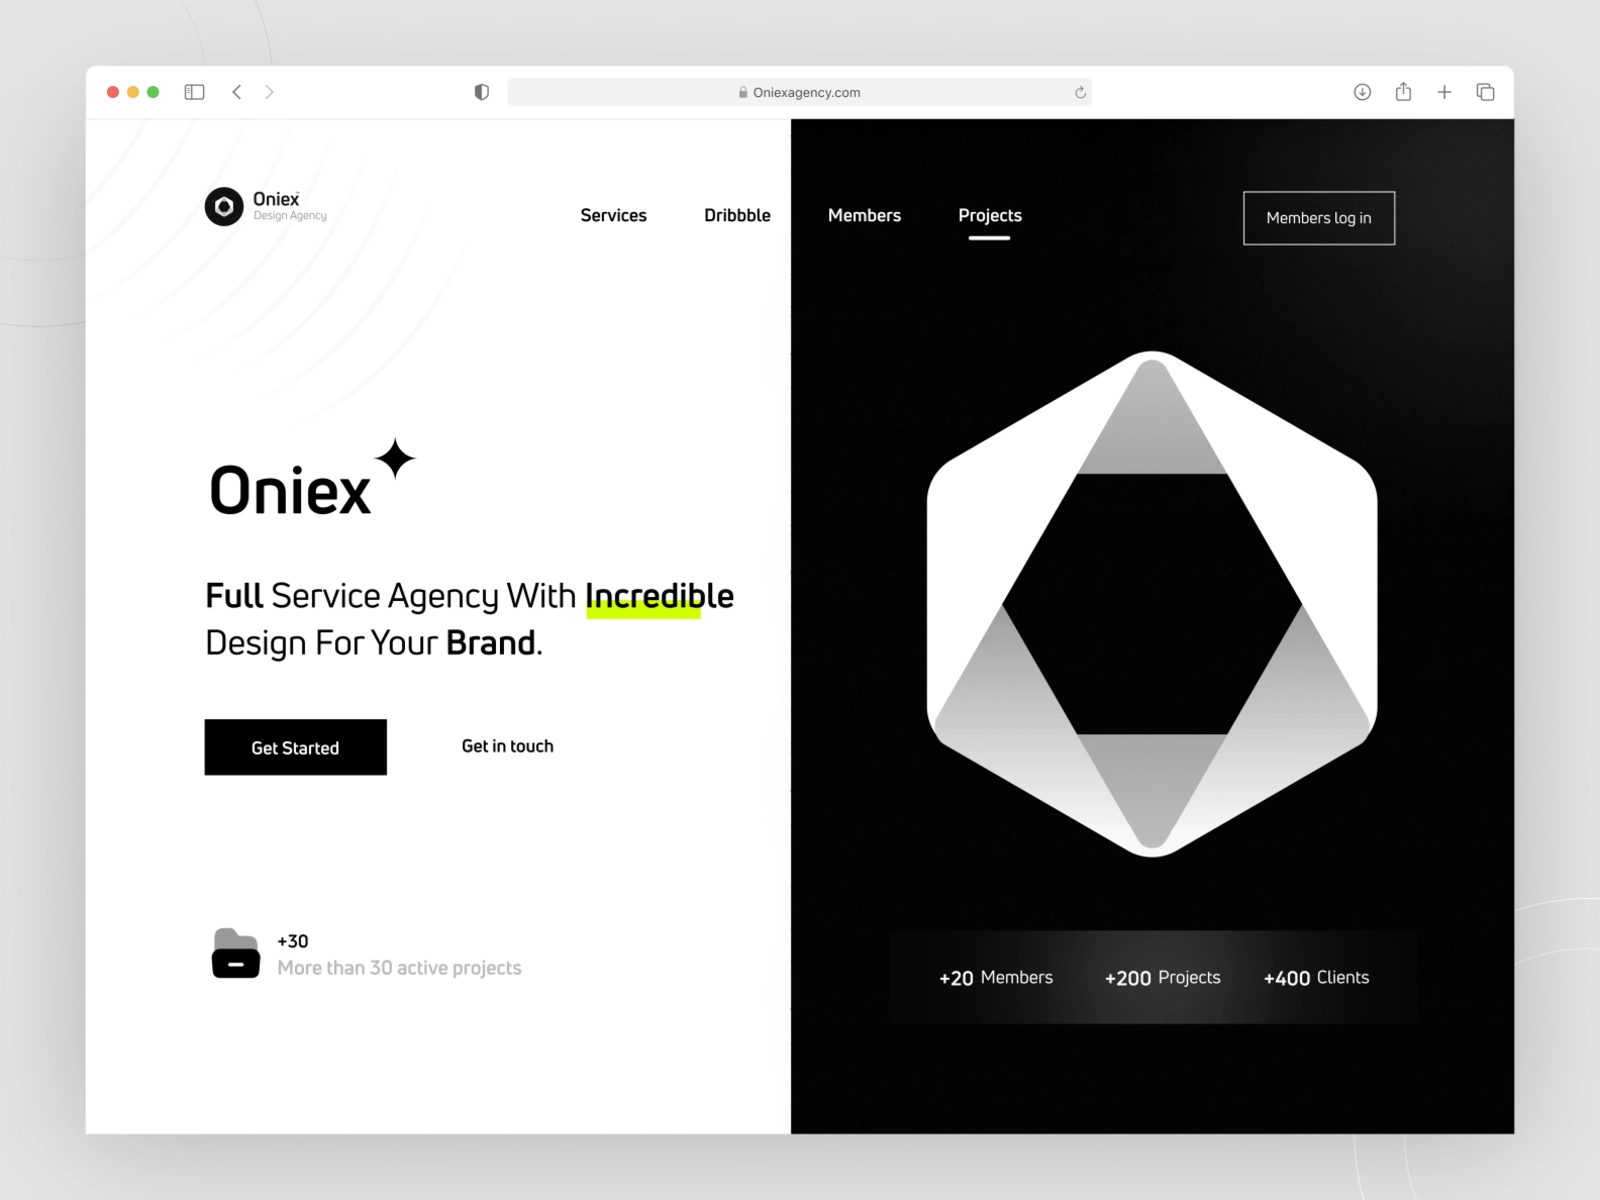 Oniexagency.com
Oniex™
Design Agency
Services
Dribbble
Members
Projects
Members log in
Oniex
Full Service Agency With Incredible
Design For Your Brand.
Get Started
Get in touch
+30
More than 30 active projects
+20 Members
+200 Projects
+400 Clients